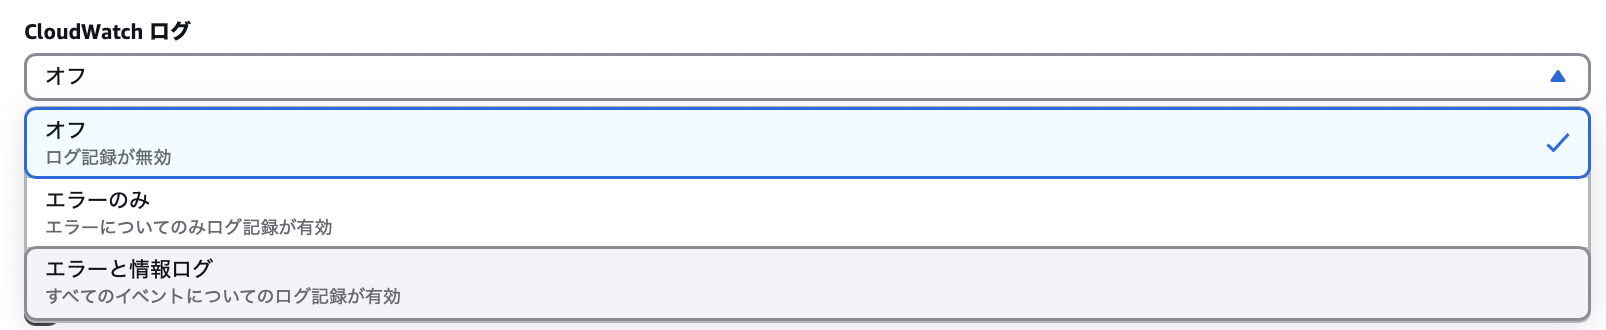 CloudWatch ログ
オフ
オフ
ログ記録が無効
エラーのみ
エラーについてのみログ記録が有効
エラーと情報ログ
すべてのイベントについてのログ記録が有効